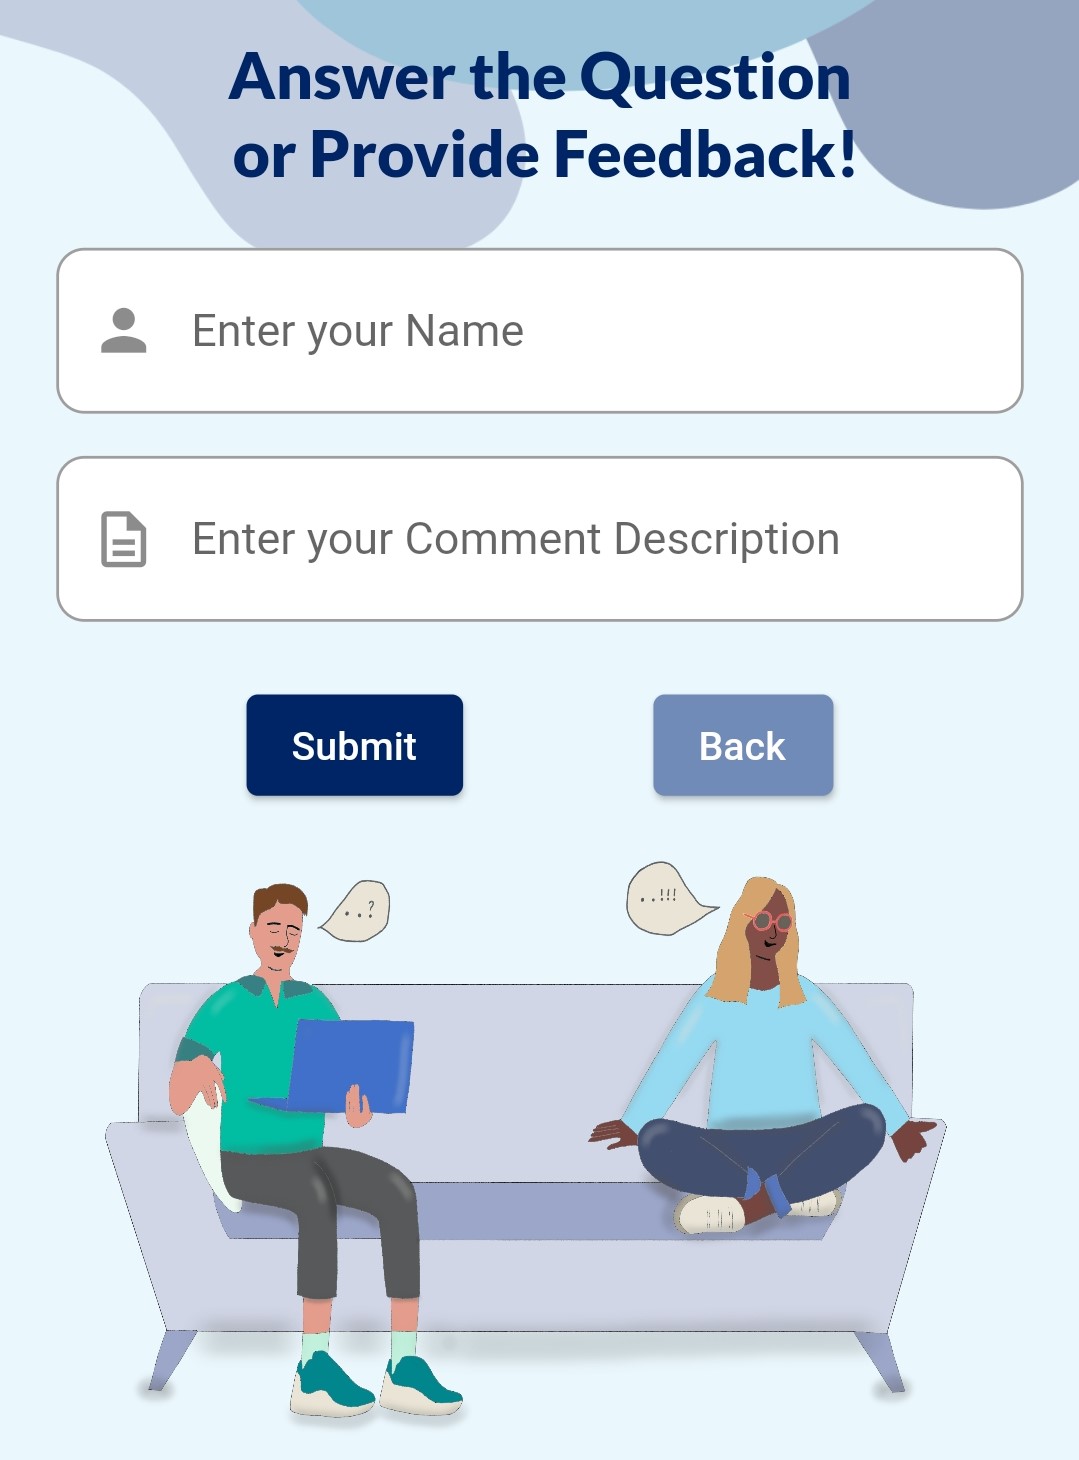 Answer the Question
or Provide Feedback!
Enter your Name
Enter your Comment Description
Submit
Back
..?
..!!!